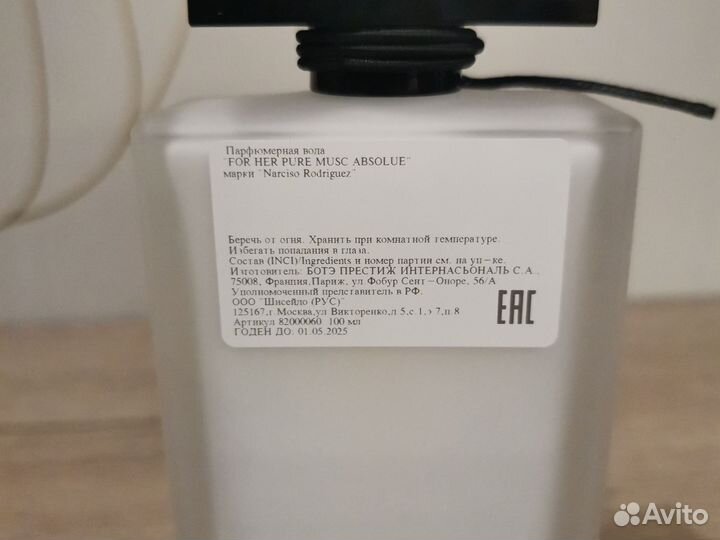 Парфюмерная вода
"FOR HER PURE MUSC ABSOLUE"
марки "Narciso Rodriguez"
Беречь от огня. Хранить при комнатной температуре.
Избегать попадания в глаза.
Состав (INCI)/Ingredients и номер партии см. на уп-ке.
Изготовитель: БОТЭ ПРЕСТИЖ ИНТЕРНАСЬОНАЛЬ С.А.,
75008, Франция,Париж, ул Фобур Сент-Оноре, 56/А
Уполномоченный представитель в РФ.
ООО "Шисейло (РУС)"
125167,г.Москва,ул Викторенко,д 5,с.1,э 7,п.8
Артикул 82000060. 100 мл
ГОДЕН ДО: 01.05.2025
EAC
Avito